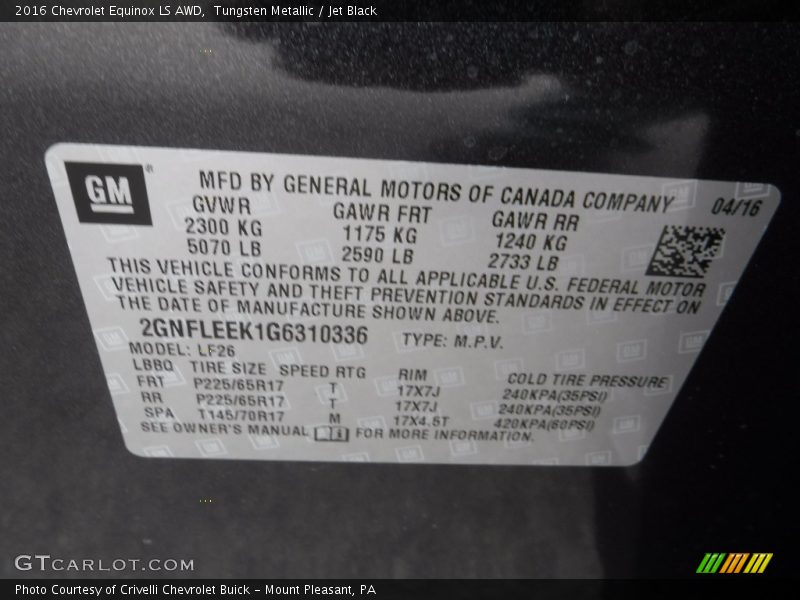 2016 Chevrolet Equinox LS AWD, Tungsten Metallic / Jet Black
GM®
MFD BY GENERAL MOTORS OF CANADA COMPANY 04/16
GVWR GAWR FRT GAWR RR
2300 KG 1175 KG 1240 KG
5070 LB 2590 LB 2733 LB
THIS VEHICLE CONFORMS TO ALL APPLICABLE U.S. FEDERAL MOTOR
VEHICLE SAFETY AND THEFT PREVENTION STANDARDS IN EFFECT ON
THE DATE OF MANUFACTURE SHOWN ABOVE.
2GNFLEEK1G6310336 TYPE: M.P.V.
MODEL: LF26
LBBQ TIRE SIZE SPEED RTG RIM COLD TIRE PRESSURE
FRT P225/65R17 T 17X7J 240KPA(35PSI)
RR P225/65R17 T 17X7J 240KPA(35PSI)
SPA T145/70R17 M 17X4.5T 420KPA(60PSI)
SEE OWNER'S MANUAL FOR MORE INFORMATION.
GTCARLOT.COM
Photo Courtesy of Crivelli Chevrolet Buick – Mount Pleasant, PA